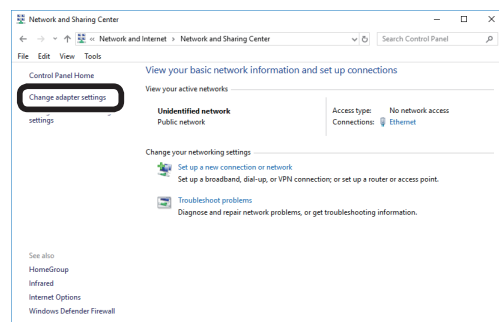 Network and Sharing Center
« Network and Internet > Network and Sharing Center
Search Control Panel
File Edit View Tools
Control Panel Home
Change adapter settings
settings
View your basic network information and set up connections
View your active networks
Unidentified network
Public network
Access type: No network access
Connections: Ethernet
Change your networking settings
Set up a new connection or network
Set up a broadband, dial-up, or VPN connection; or set up a router or access point.
Troubleshoot problems
Diagnose and repair network problems, or get troubleshooting information.
See also
HomeGroup
Infrared
Internet Options
Windows Defender Firewall